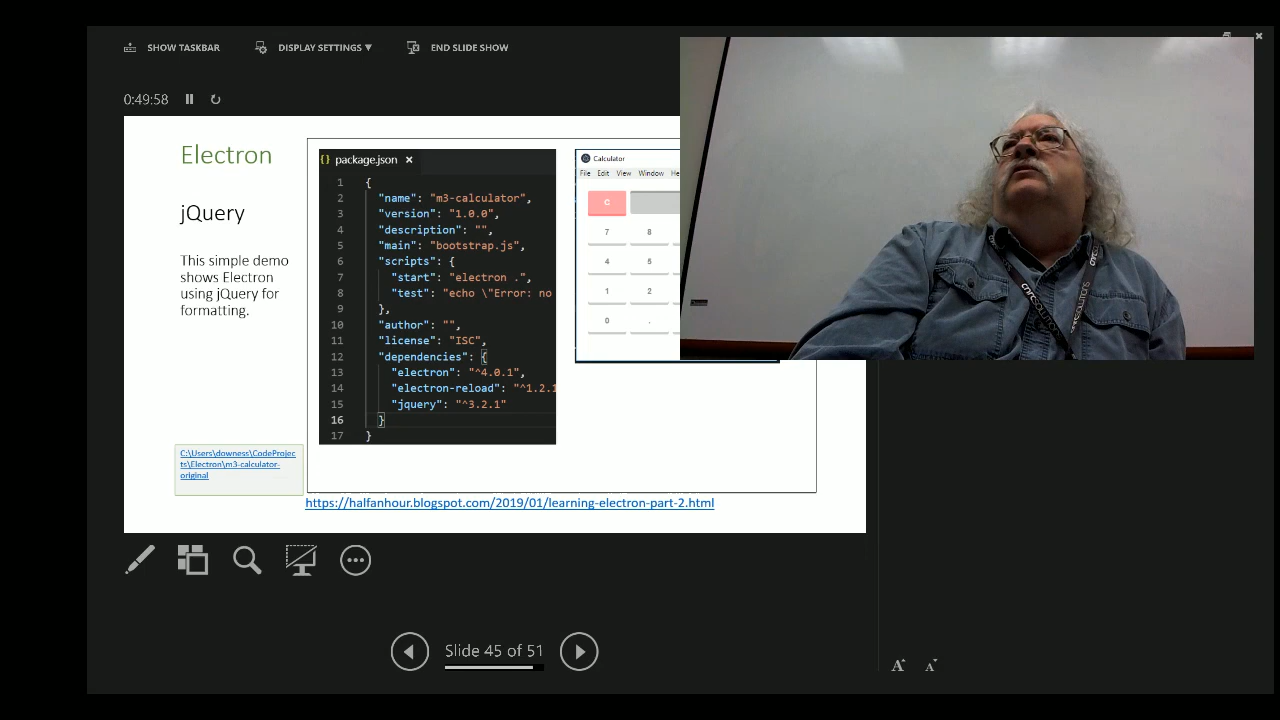 SHOW TASKBAR
DISPLAY SETTINGS ▼
END SLIDE SHOW
0:49:58
Electron
jQuery
This simple demo
shows Electron
using jQuery for
formatting.
C:\Users\downess\CodeProjec
ts\Electron\m3-calculator-
original
{} package.json ×
1 {
2 "name": "m3-calculator",
3 "version": "1.0.0",
4 "description": "",
5 "main": "bootstrap.js",
6 "scripts": {
7 "start": "electron .",
8 "test": "echo \"Error: no
9 },
10 "author": "",
11 "license": "ISC",
12 "dependencies": {
13 "electron": "^4.0.1",
14 "electron-reload": "^1.2.1
15 "jquery": "^3.2.1"
16 }
17 }
Calculator
File Edit View Window He
C
7 8
4 5
1 2
0 .
https://halfanhour.blogspot.com/2019/01/learning-electron-part-2.html
Slide 45 of 51
A A